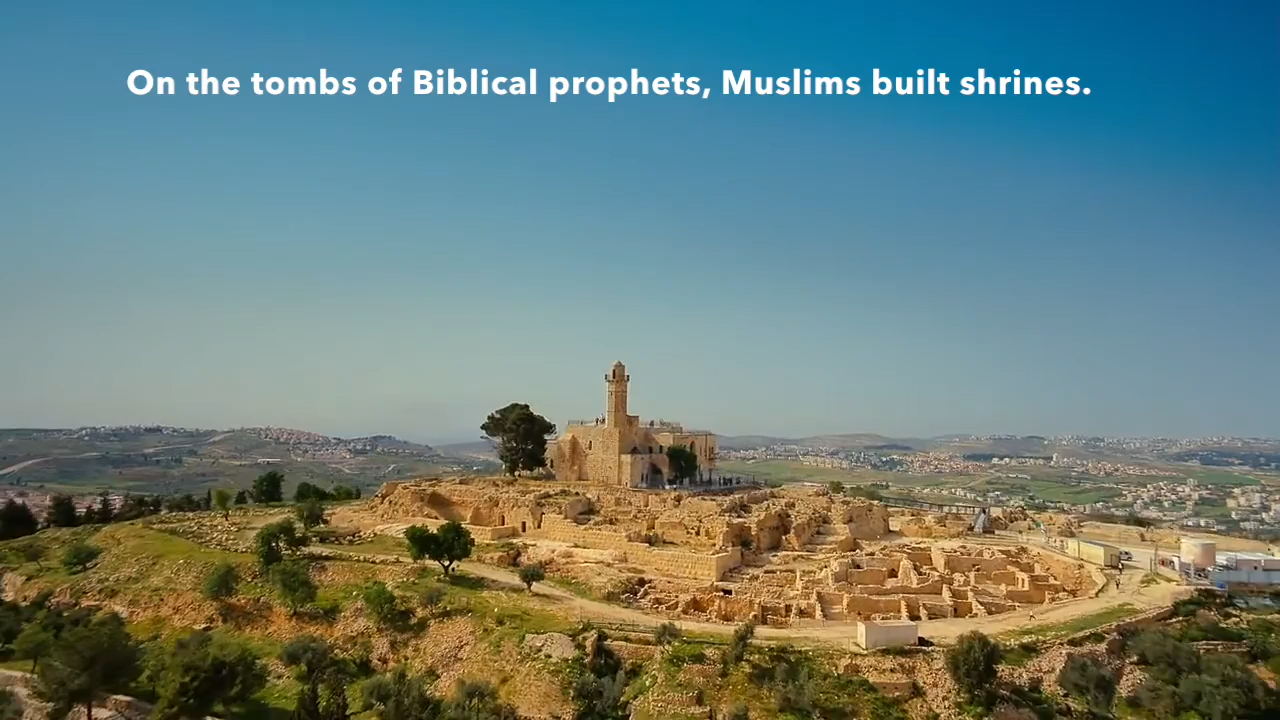 On the tombs of Biblical prophets, Muslims built shrines.